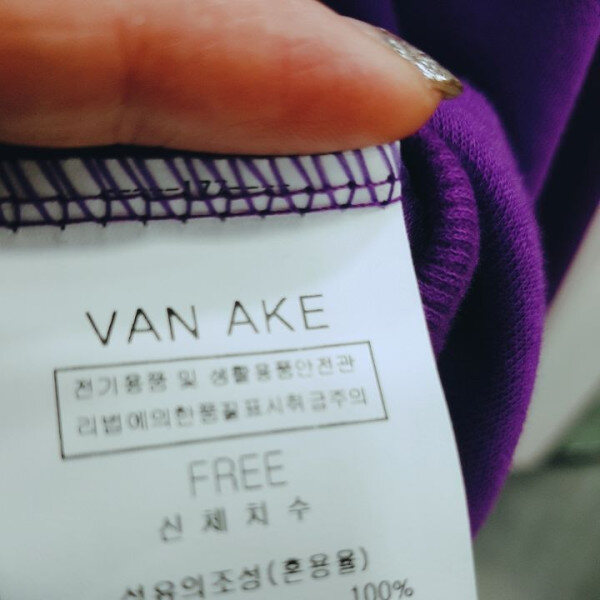 VAN AKE
전기용품 및 생활용품안전관
리법에의한품질표시취급주의
FREE
신체치수
섬유의조성(혼용율)
100%